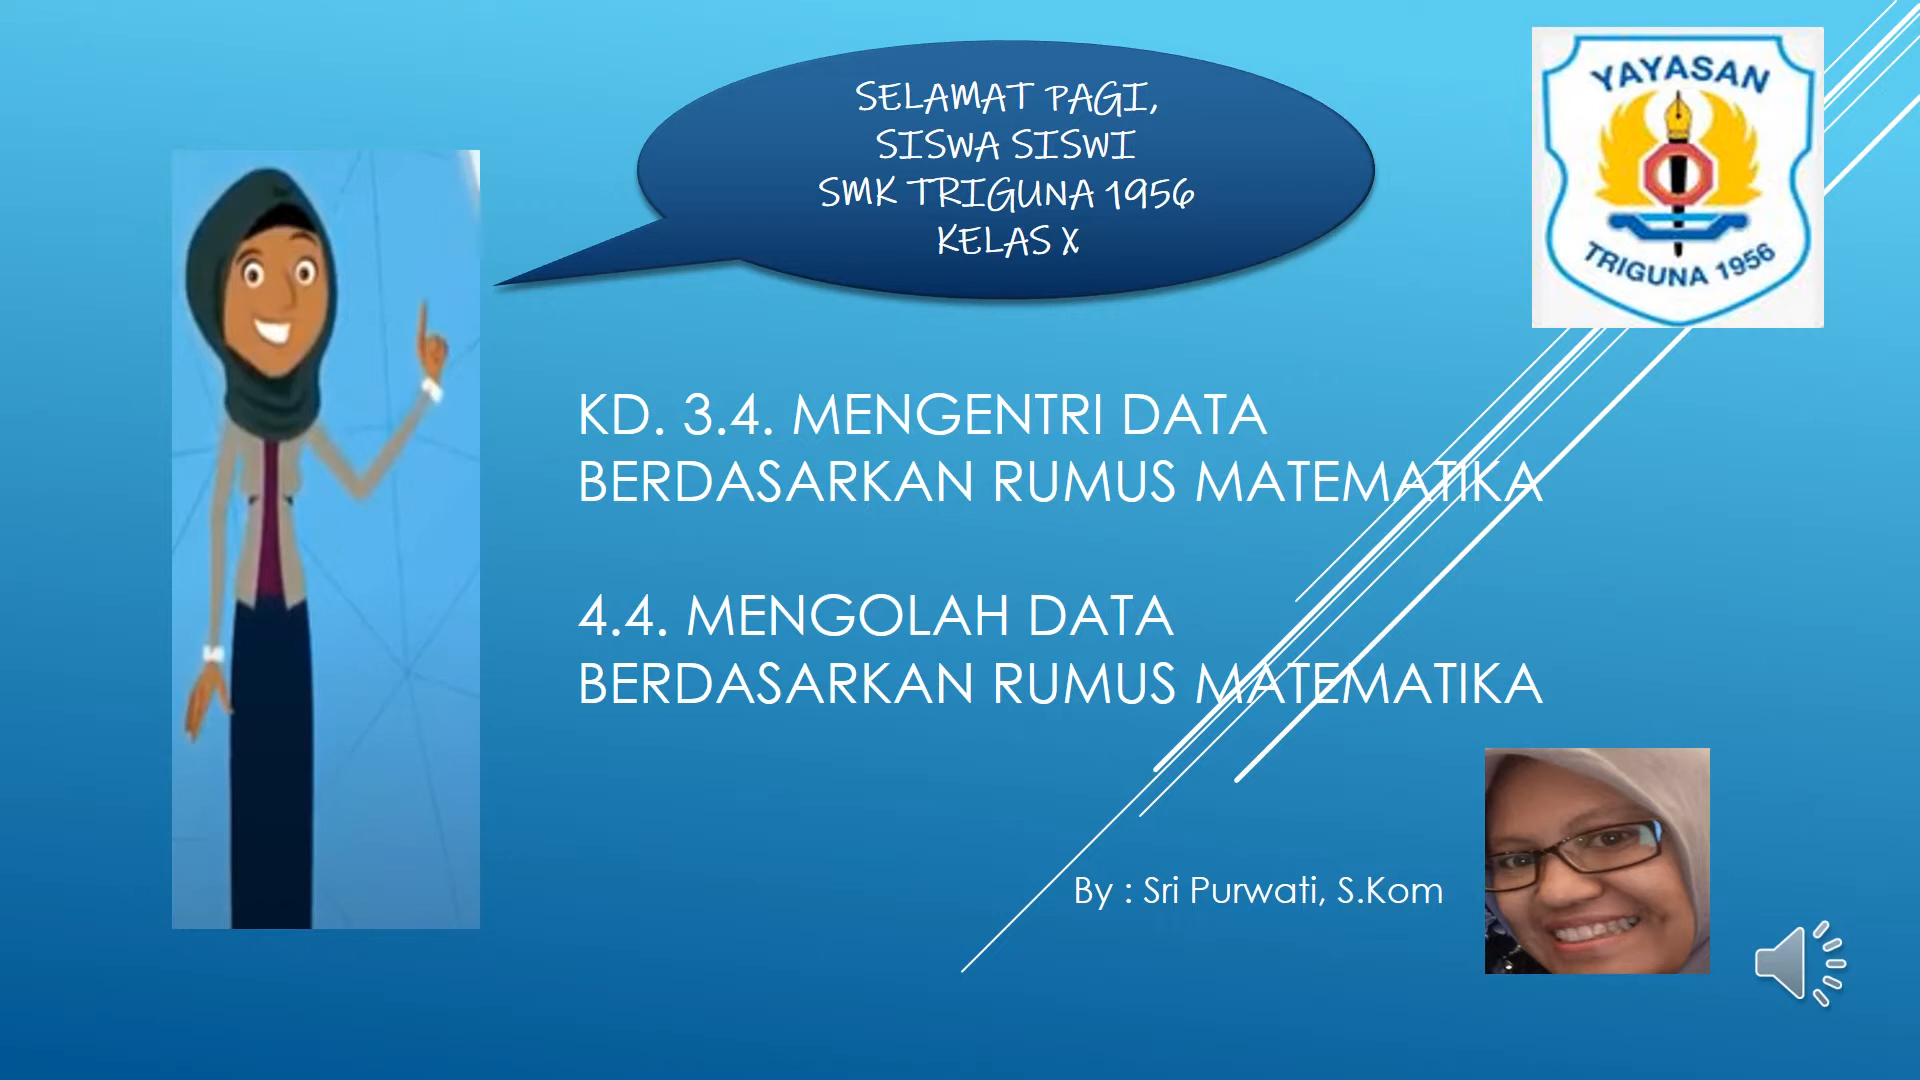 SELAMAT PAGI,
SISWA SISWI
SMK TRIGUNA 1956
KELAS X
YAYASAN
TRIGUNA 1956
KD. 3.4. MENGENTRI DATA
BERDASARKAN RUMUS MATEMATIKA
4.4. MENGOLAH DATA
BERDASARKAN RUMUS MATEMATIKA
By : Sri Purwati, S.Kom